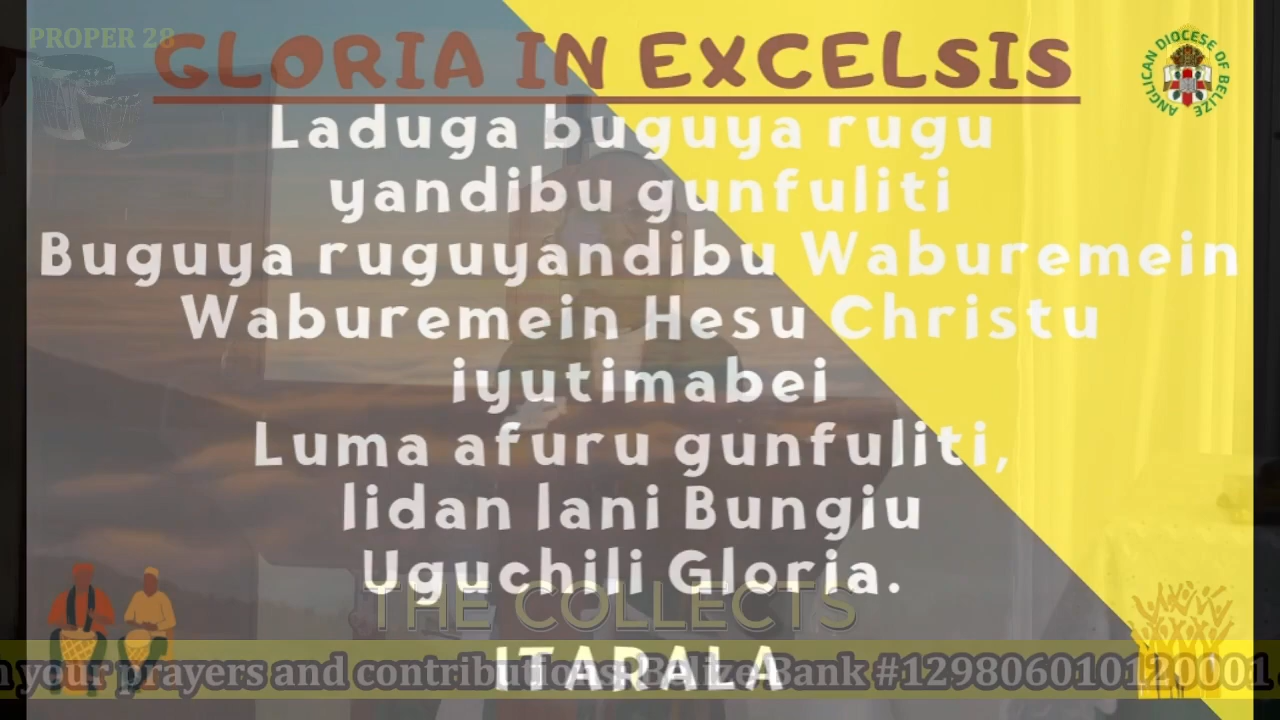 PROPER 28
GLORIA IN EXCELSIS
ANGLICAN DIOCESE OF BELIZE
Laduga buguya rugu
yandibu gunfuliti
Buguya ruguyandibu Waburemein
Waburemein Hesu Christu
iyutimabei
Luma afuru gunfuliti,
lidan lani Bungiu
Uguchili Gloria.
THE COLLECTS
ITARALA
your prayers and contributions! Belize Bank #129806010120001